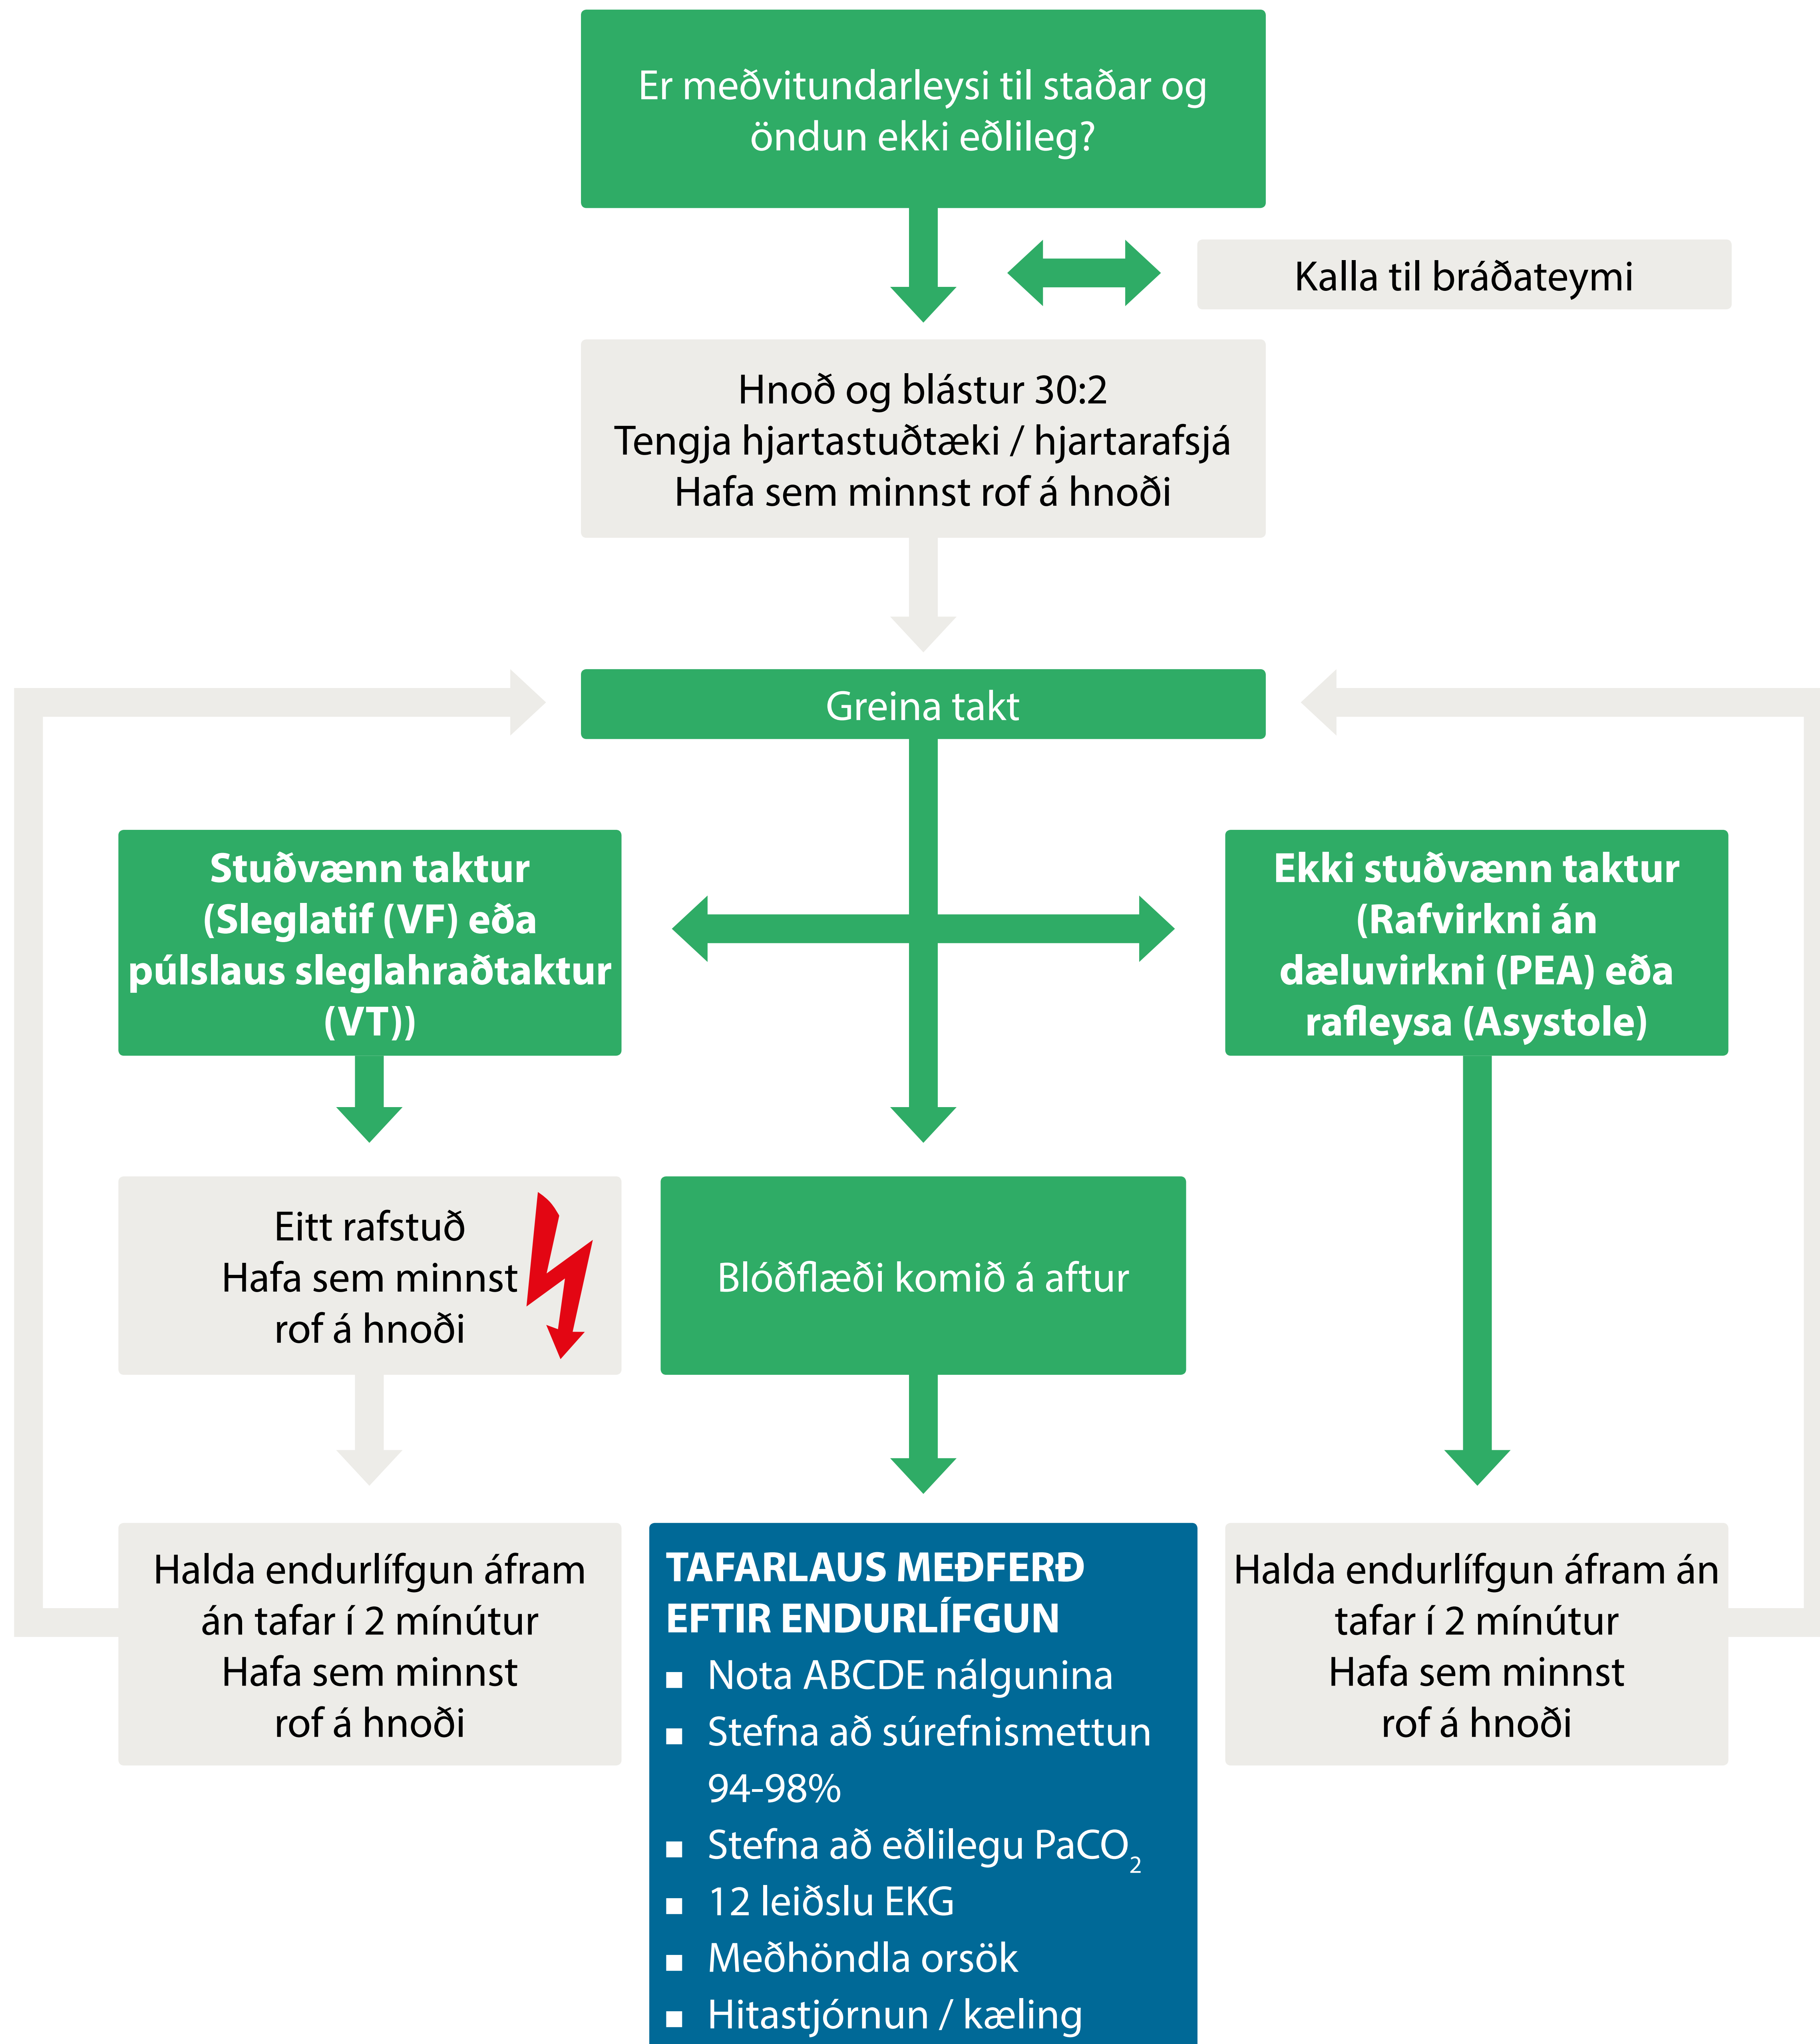 Er meðvitundarleysi til staðar og
öndun ekki eðlileg?
Kalla til bráðateymi
Hnoð og blástur 30:2
Tengja hjartastuðtæki / hjartarafsjá
Hafa sem minnst rof á hnoði
Greina takt
Stuðvænn taktur
(Sleglatif (VF) eða
púlslaus sleglahraðtaktur
(VT))
Ekki stuðvænn taktur
(Rafvirkni án
dæluvirkni (PEA) eða
rafleysa (Asystole)
Eitt rafstuð
Hafa sem minnst
rof á hnoði
Blóðflæði komið á aftur
Halda endurlífgun áfram
án tafar í 2 mínútur
Hafa sem minnst
rof á hnoði
TAFARLAUS MEÐFERÐ
EFTIR ENDURLÍFGUN
▪ Nota ABCDE nálgunina
▪ Stefna að súrefnismettun
94-98%
▪ Stefna að eðlilegu PaCO₂
▪ 12 leiðslu EKG
▪ Meðhöndla orsök
▪ Hitastjórnun / kæling
Halda endurlífgun áfram án
tafar í 2 mínútur
Hafa sem minnst
rof á hnoði